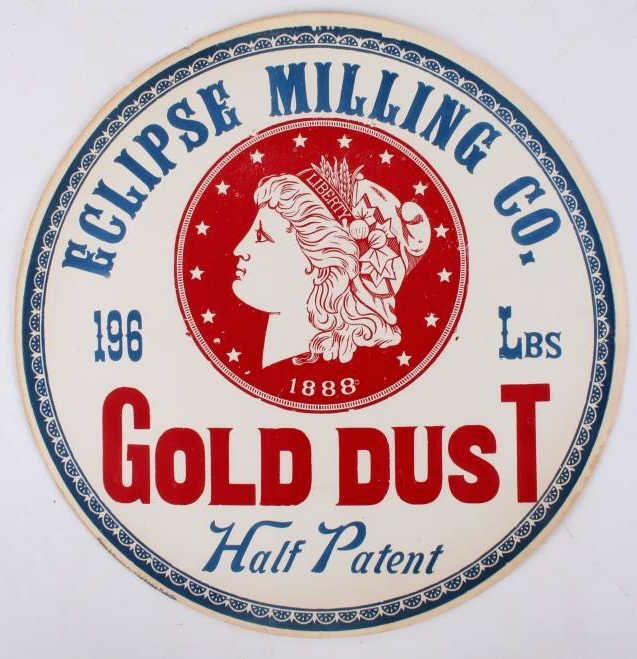 ECLIPSE MILLING CO.
LIBERTY
1888
196 LBS
GOLD DUST
Half Patent